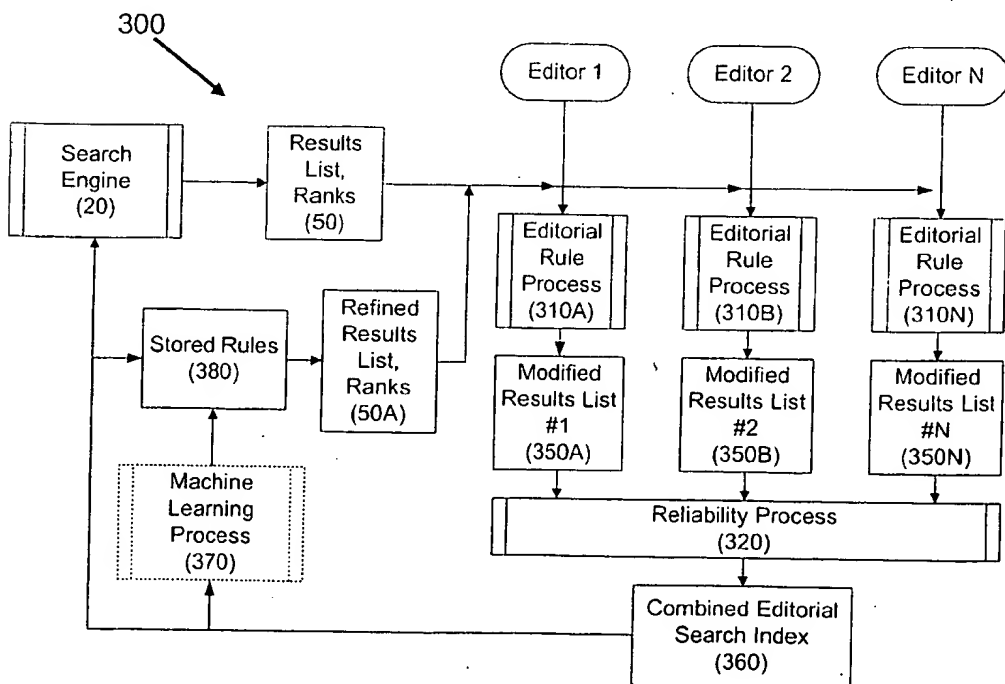 300
Editor 1
Editor 2
Editor N
Search
Engine
(20)
Results
List,
Ranks
(50)
Editorial
Rule
Process
(310A)
Editorial
Rule
Process
(310B)
Editorial
Rule
Process
(310N)
Stored Rules
(380)
Refined
Results
List,
Ranks
(50A)
Modified
Results List
#1
(350A)
Modified
Results List
#2
(350B)
Modified
Results List
#N
(350N)
Machine
Learning
Process
(370)
Reliability Process
(320)
Combined Editorial
Search Index
(360)